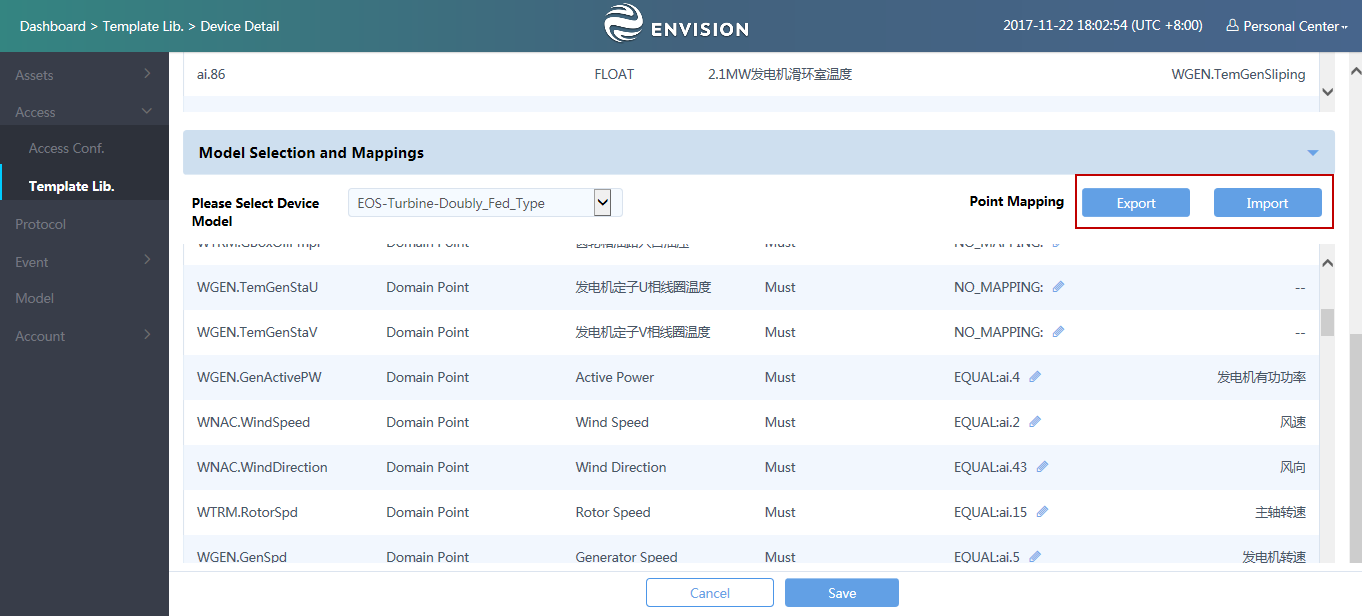 Dashboard > Template Lib. > Device Detail
ENVISION
2017-11-22 18:02:54 (UTC +8:00) Personal Center
Assets
Access
Access Conf.
Template Lib.
Protocol
Event
Model
Account
ai.86 FLOAT 2.1MW发电机滑环室温度 WGEN.TemGenSliping
Model Selection and Mappings
Please Select Device
Model
EOS-Turbine-Doubly_Fed_Type
Point Mapping Export Import
Domain Point Must NO_MAPPING: --
WGEN.TemGenStaU Domain Point 发电机定子U相线圈温度 Must NO_MAPPING: --
WGEN.TemGenStaV Domain Point 发电机定子V相线圈温度 Must NO_MAPPING: --
WGEN.GenActivePW Domain Point Active Power Must EQUAL:ai.4 发电机有功功率
WNAC.WindSpeed Domain Point Wind Speed Must EQUAL:ai.2 风速
WNAC.WindDirection Domain Point Wind Direction Must EQUAL:ai.43 风向
WTRM.RotorSpd Domain Point Rotor Speed Must EQUAL:ai.15 主轴转速
WGEN.GenSpd Domain Point Generator Speed Must EQUAL:ai.5 发电机转速
Cancel Save